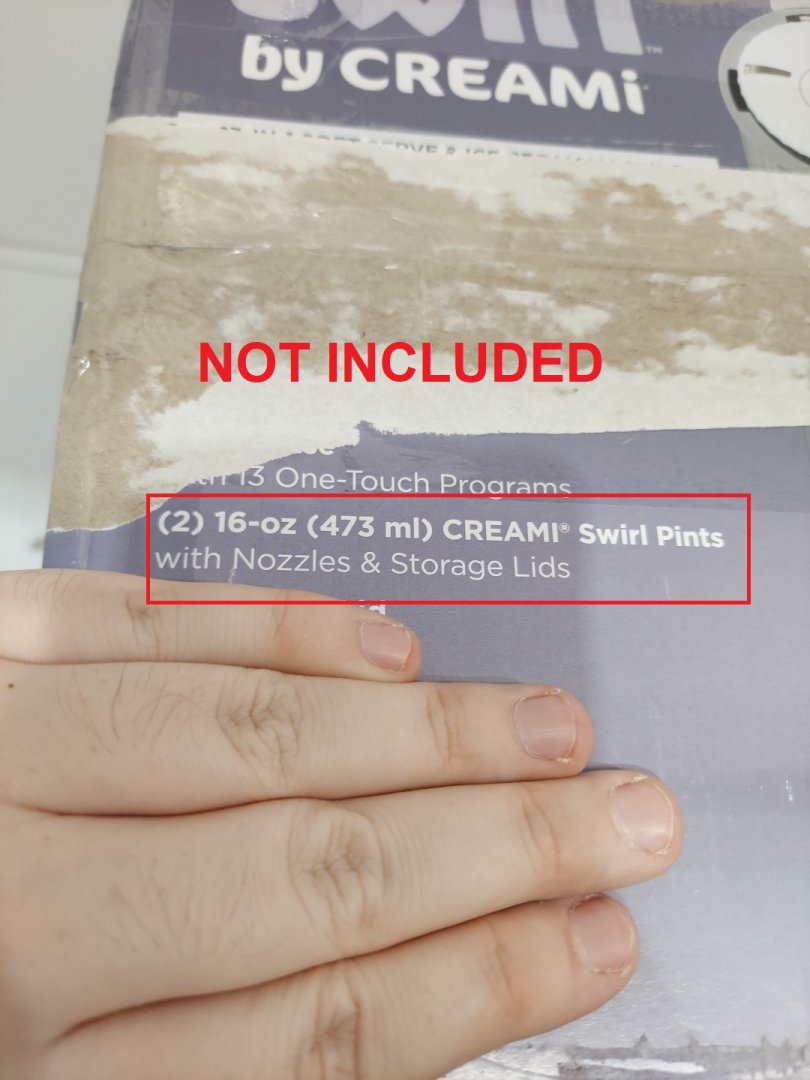 by CREAMi
NOT INCLUDED
13 One-Touch Programs
(2) 16-oz (473 ml) CREAMI® Swirl Pints
with Nozzles & Storage Lids